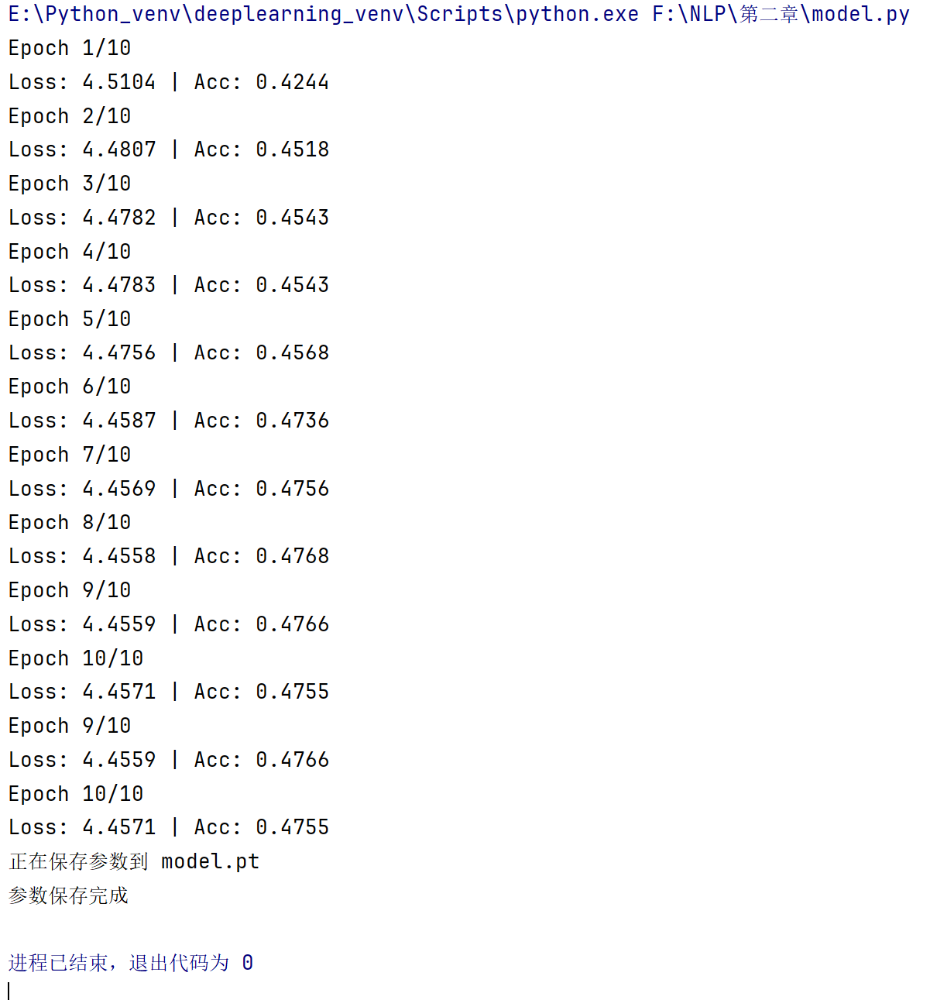 E:\Python_venv\deeplearning_venv\Scripts\python.exe F:\NLP\第二章\model.py
Epoch 1/10
Loss: 4.5104 | Acc: 0.4244
Epoch 2/10
Loss: 4.4807 | Acc: 0.4518
Epoch 3/10
Loss: 4.4782 | Acc: 0.4543
Epoch 4/10
Loss: 4.4783 | Acc: 0.4543
Epoch 5/10
Loss: 4.4756 | Acc: 0.4568
Epoch 6/10
Loss: 4.4587 | Acc: 0.4736
Epoch 7/10
Loss: 4.4569 | Acc: 0.4756
Epoch 8/10
Loss: 4.4558 | Acc: 0.4768
Epoch 9/10
Loss: 4.4559 | Acc: 0.4766
Epoch 10/10
Loss: 4.4571 | Acc: 0.4755
Epoch 9/10
Loss: 4.4559 | Acc: 0.4766
Epoch 10/10
Loss: 4.4571 | Acc: 0.4755
正在保存参数到 model.pt
参数保存完成
进程已结束，退出代码为 0